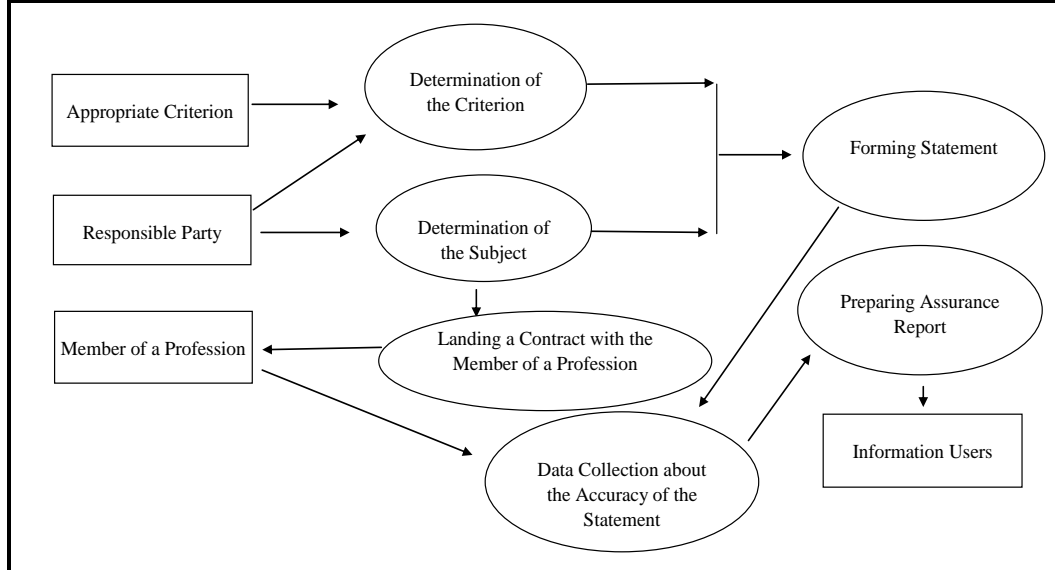 Appropriate Criterion
Determination of
the Criterion
Forming Statement
Responsible Party
Determination of
the Subject
Preparing Assurance
Report
Member of a Profession
Landing a Contract with the
Member of a Profession
Information Users
Data Collection about
the Accuracy of the
Statement